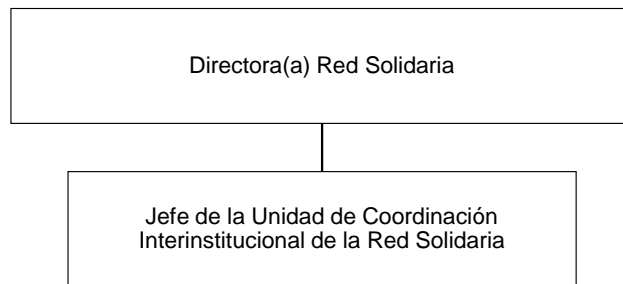 Directora(a) Red Solidaria
Jefe de la Unidad de Coordinación
Interinstitucional de la Red Solidaria